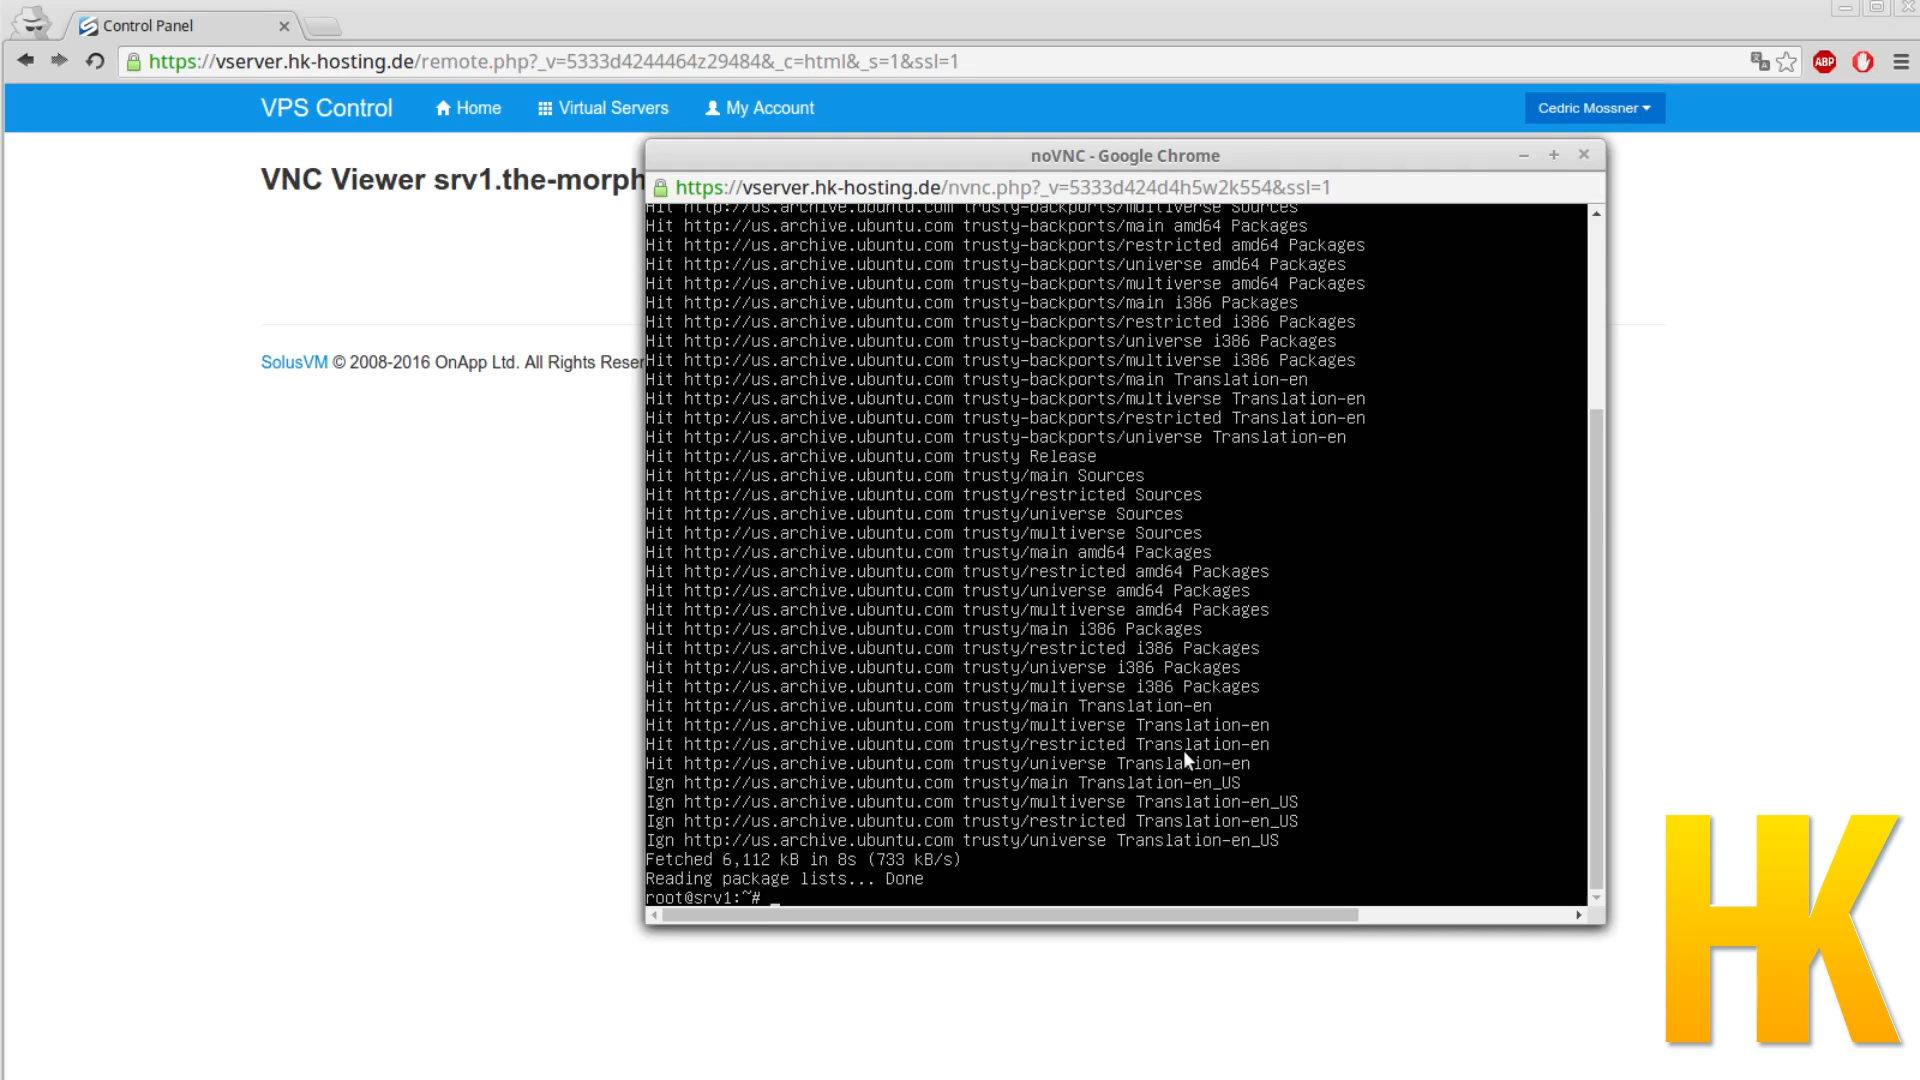 Control Panel
https://vserver.hk-hosting.de/remote.php?_v=5333d4244464z29484&_c=html&_s=1&ssl=1
ABP
VPS Control Home Virtual Servers My Account Cedric Mossner
VNC Viewer srv1.the-morph
SolusVM © 2008-2016 OnApp Ltd. All Rights Reser
noVNC - Google Chrome
https://vserver.hk-hosting.de/nvnc.php?_v=5333d424d4h5w2k554&ssl=1
Hit http://us.archive.ubuntu.com trusty-backports/multiverse Sources
Hit http://us.archive.ubuntu.com trusty-backports/main amd64 Packages
Hit http://us.archive.ubuntu.com trusty-backports/restricted amd64 Packages
Hit http://us.archive.ubuntu.com trusty-backports/universe amd64 Packages
Hit http://us.archive.ubuntu.com trusty-backports/multiverse amd64 Packages
Hit http://us.archive.ubuntu.com trusty-backports/main i386 Packages
Hit http://us.archive.ubuntu.com trusty-backports/restricted i386 Packages
Hit http://us.archive.ubuntu.com trusty-backports/universe i386 Packages
Hit http://us.archive.ubuntu.com trusty-backports/multiverse i386 Packages
Hit http://us.archive.ubuntu.com trusty-backports/main Translation-en
Hit http://us.archive.ubuntu.com trusty-backports/multiverse Translation-en
Hit http://us.archive.ubuntu.com trusty-backports/restricted Translation-en
Hit http://us.archive.ubuntu.com trusty-backports/universe Translation-en
Hit http://us.archive.ubuntu.com trusty Release
Hit http://us.archive.ubuntu.com trusty/main Sources
Hit http://us.archive.ubuntu.com trusty/restricted Sources
Hit http://us.archive.ubuntu.com trusty/universe Sources
Hit http://us.archive.ubuntu.com trusty/multiverse Sources
Hit http://us.archive.ubuntu.com trusty/main amd64 Packages
Hit http://us.archive.ubuntu.com trusty/restricted amd64 Packages
Hit http://us.archive.ubuntu.com trusty/universe amd64 Packages
Hit http://us.archive.ubuntu.com trusty/multiverse amd64 Packages
Hit http://us.archive.ubuntu.com trusty/main i386 Packages
Hit http://us.archive.ubuntu.com trusty/restricted i386 Packages
Hit http://us.archive.ubuntu.com trusty/universe i386 Packages
Hit http://us.archive.ubuntu.com trusty/multiverse i386 Packages
Hit http://us.archive.ubuntu.com trusty/main Translation-en
Hit http://us.archive.ubuntu.com trusty/multiverse Translation-en
Hit http://us.archive.ubuntu.com trusty/restricted Translation-en
Hit http://us.archive.ubuntu.com trusty/universe Translation-en
Ign http://us.archive.ubuntu.com trusty/main Translation-en_US
Ign http://us.archive.ubuntu.com trusty/multiverse Translation-en_US
Ign http://us.archive.ubuntu.com trusty/restricted Translation-en_US
Ign http://us.archive.ubuntu.com trusty/universe Translation-en_US
Fetched 6,112 kB in 8s (733 kB/s)
Reading package lists... Done
root@srv1:~# _
HK